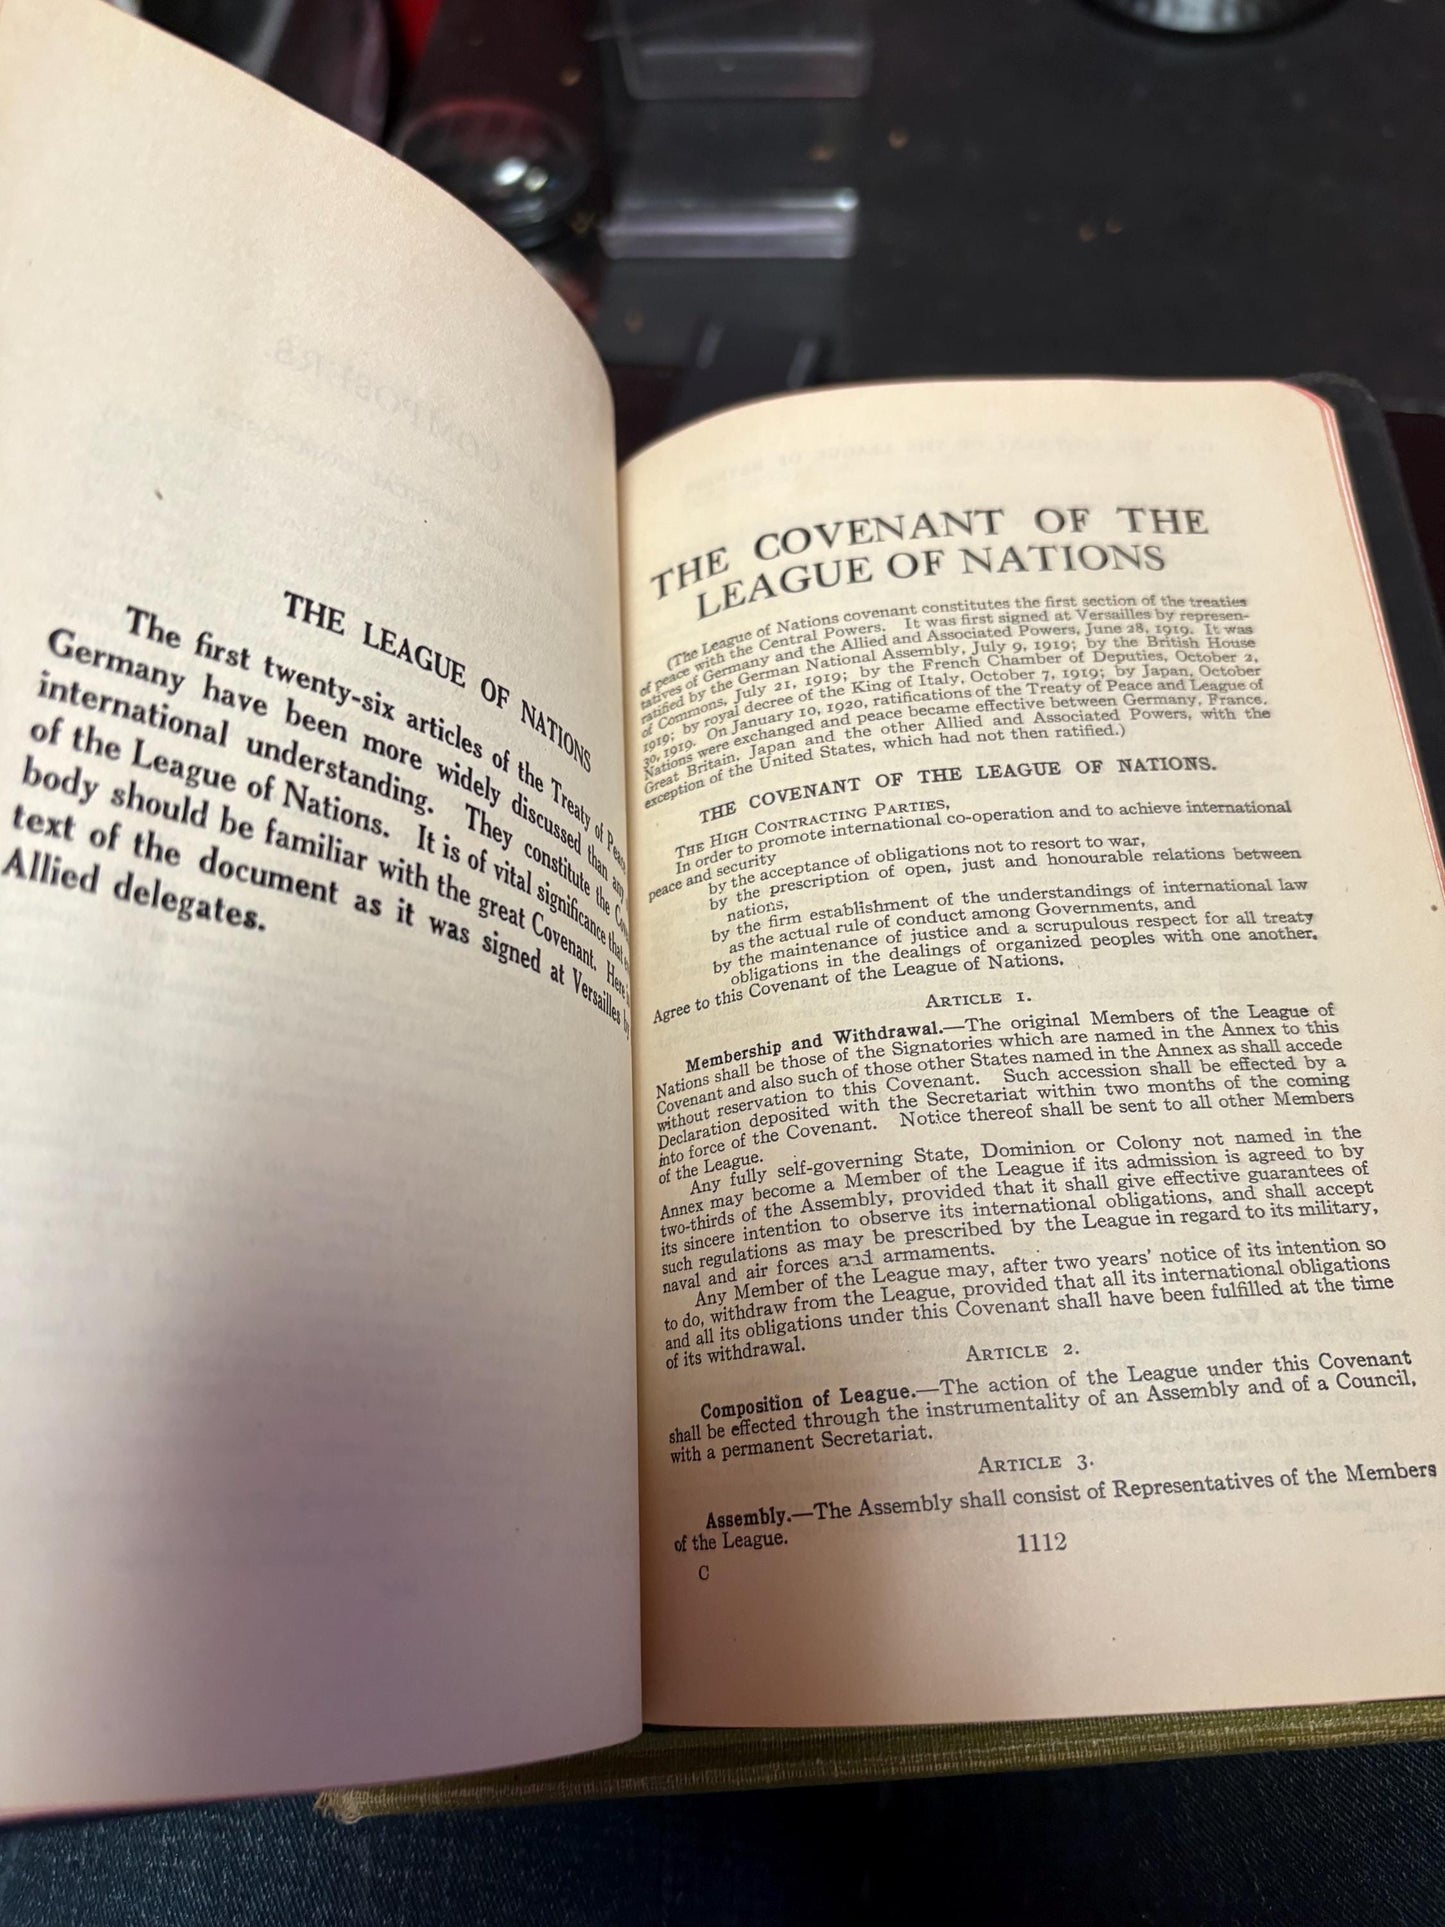 COMPOSERS.
THE LEAGUE OF NATIONS
The first twenty-six articles of the Treaty of Peace
Germany have been more widely discussed than any
international understanding. They constitute the Cov
of the League of Nations. It is of vital significance that
body should be familiar with the great Covenant. Here
text of the document as it was signed at Versailles by
Allied delegates.
THE COVENANT OF THE
LEAGUE OF NATIONS
(The League of Nations covenant constitutes the first section of the treaties
of peace with the Central Powers. It was first signed at Versailles by represen-
tatives of Germany and the Allied and Associated Powers, June 28, 1919. It was
ratified by the German National Assembly, July 9, 1919; by the British House
of Commons, July 21, 1919; by the French Chamber of Deputies, October 2,
1919; by royal decree of the King of Italy, October 7, 1919; by Japan, October
30, 1919. On January 10, 1920, ratifications of the Treaty of Peace and League of
Nations were exchanged and peace became effective between Germany, France,
Great Britain, Japan and the other Allied and Associated Powers, with the
exception of the United States, which had not then ratified.)
THE COVENANT OF THE LEAGUE OF NATIONS.
THE HIGH CONTRACTING PARTIES,
In order to promote international co-operation and to achieve international
peace and security
by the acceptance of obligations not to resort to war,
by the prescription of open, just and honourable relations between
nations,
by the firm establishment of the understandings of international law
as the actual rule of conduct among Governments, and
by the maintenance of justice and a scrupulous respect for all treaty
obligations in the dealings of organized peoples with one another,
Agree to this Covenant of the League of Nations.
ARTICLE 1.
Membership and Withdrawal.—The original Members of the League of
Nations shall be those of the Signatories which are named in the Annex to this
Covenant and also such of those other States named in the Annex as shall accede
without reservation to this Covenant. Such accession shall be effected by a
Declaration deposited with the Secretariat within two months of the coming
into force of the Covenant. Notice thereof shall be sent to all other Members
of the League.
Any fully self-governing State, Dominion or Colony not named in the
Annex may become a Member of the League if its admission is agreed to by
two-thirds of the Assembly, provided that it shall give effective guarantees of
its sincere intention to observe its international obligations, and shall accept
such regulations as may be prescribed by the League in regard to its military,
naval and air forces and armaments.
Any Member of the League may, after two years' notice of its intention so
to do, withdraw from the League, provided that all its international obligations
and all its obligations under this Covenant shall have been fulfilled at the time
of its withdrawal.
ARTICLE 2.
Composition of League.—The action of the League under this Covenant
shall be effected through the instrumentality of an Assembly and of a Council,
with a permanent Secretariat.
ARTICLE 3.
Assembly.—The Assembly shall consist of Representatives of the Members
of the League.
1112
C